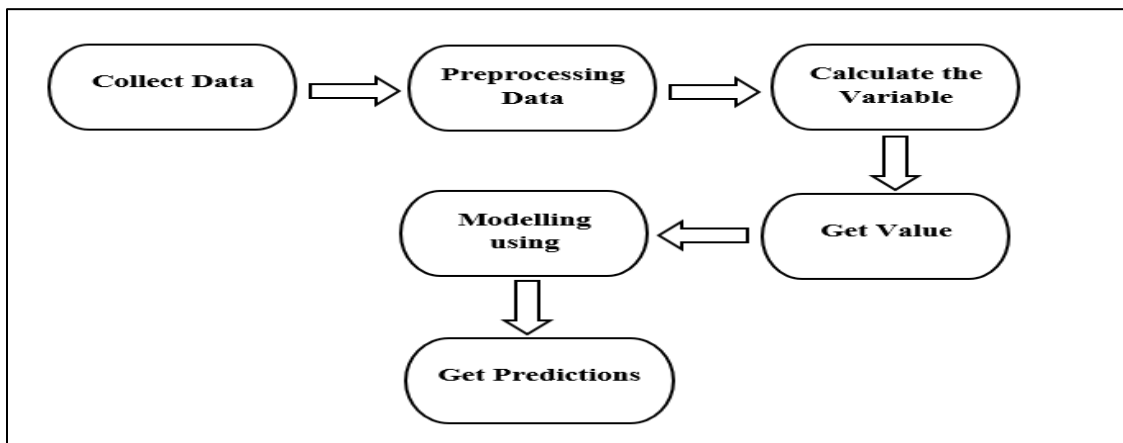 Collect Data
Preprocessing
Data
Calculate the
Variable
Get Value
Modelling
using
Get Predictions